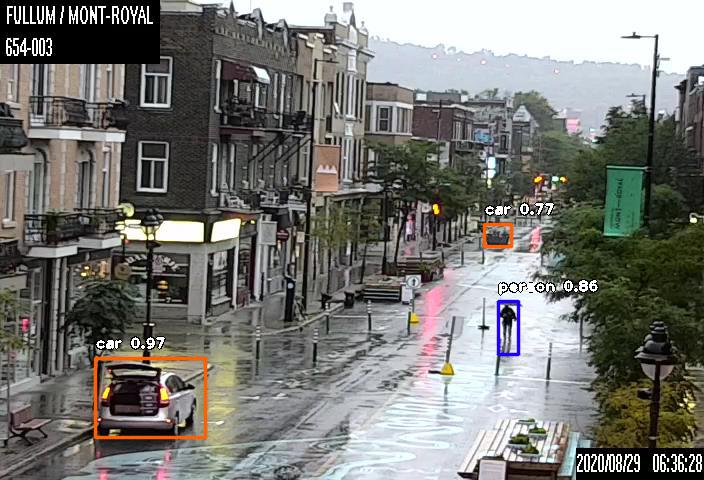 FULLUM / MONT-ROYAL
654-003
car 0.77
person 0.86
car 0.97
2020/08/29 06:36:28